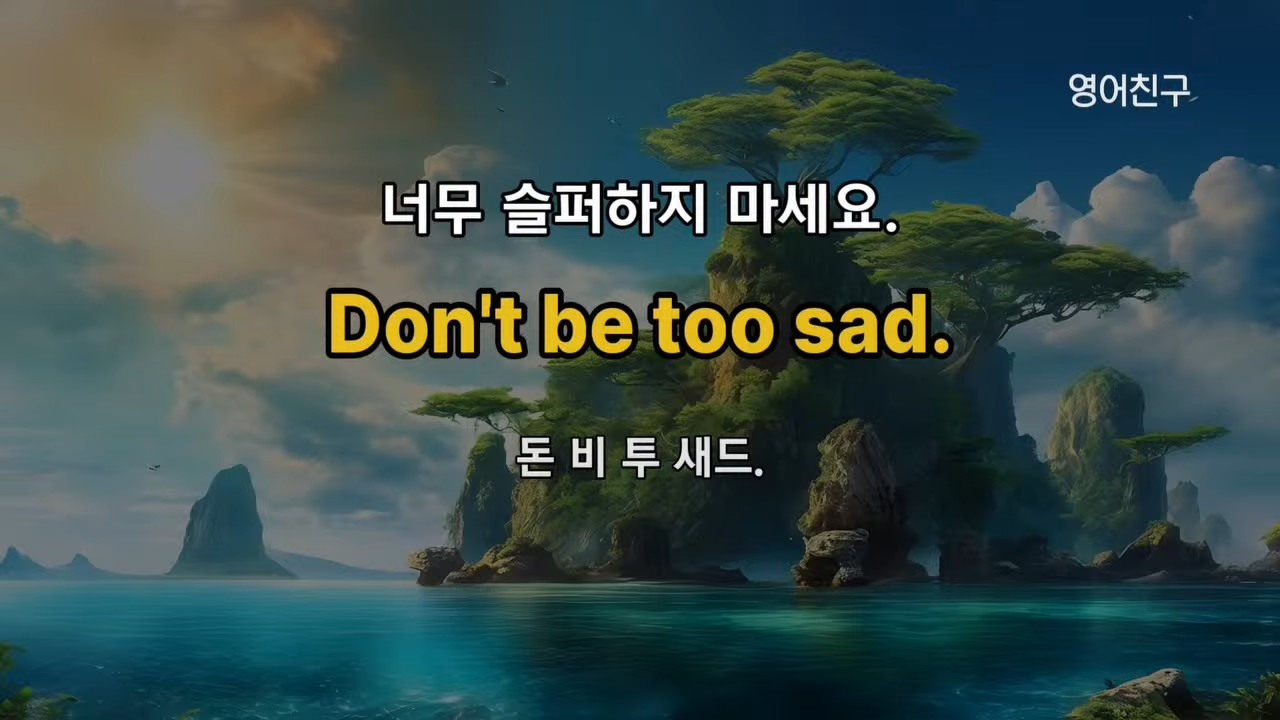 영어친구
너무 슬퍼하지 마세요.
Don't be too sad.
돈 비 투 새드.